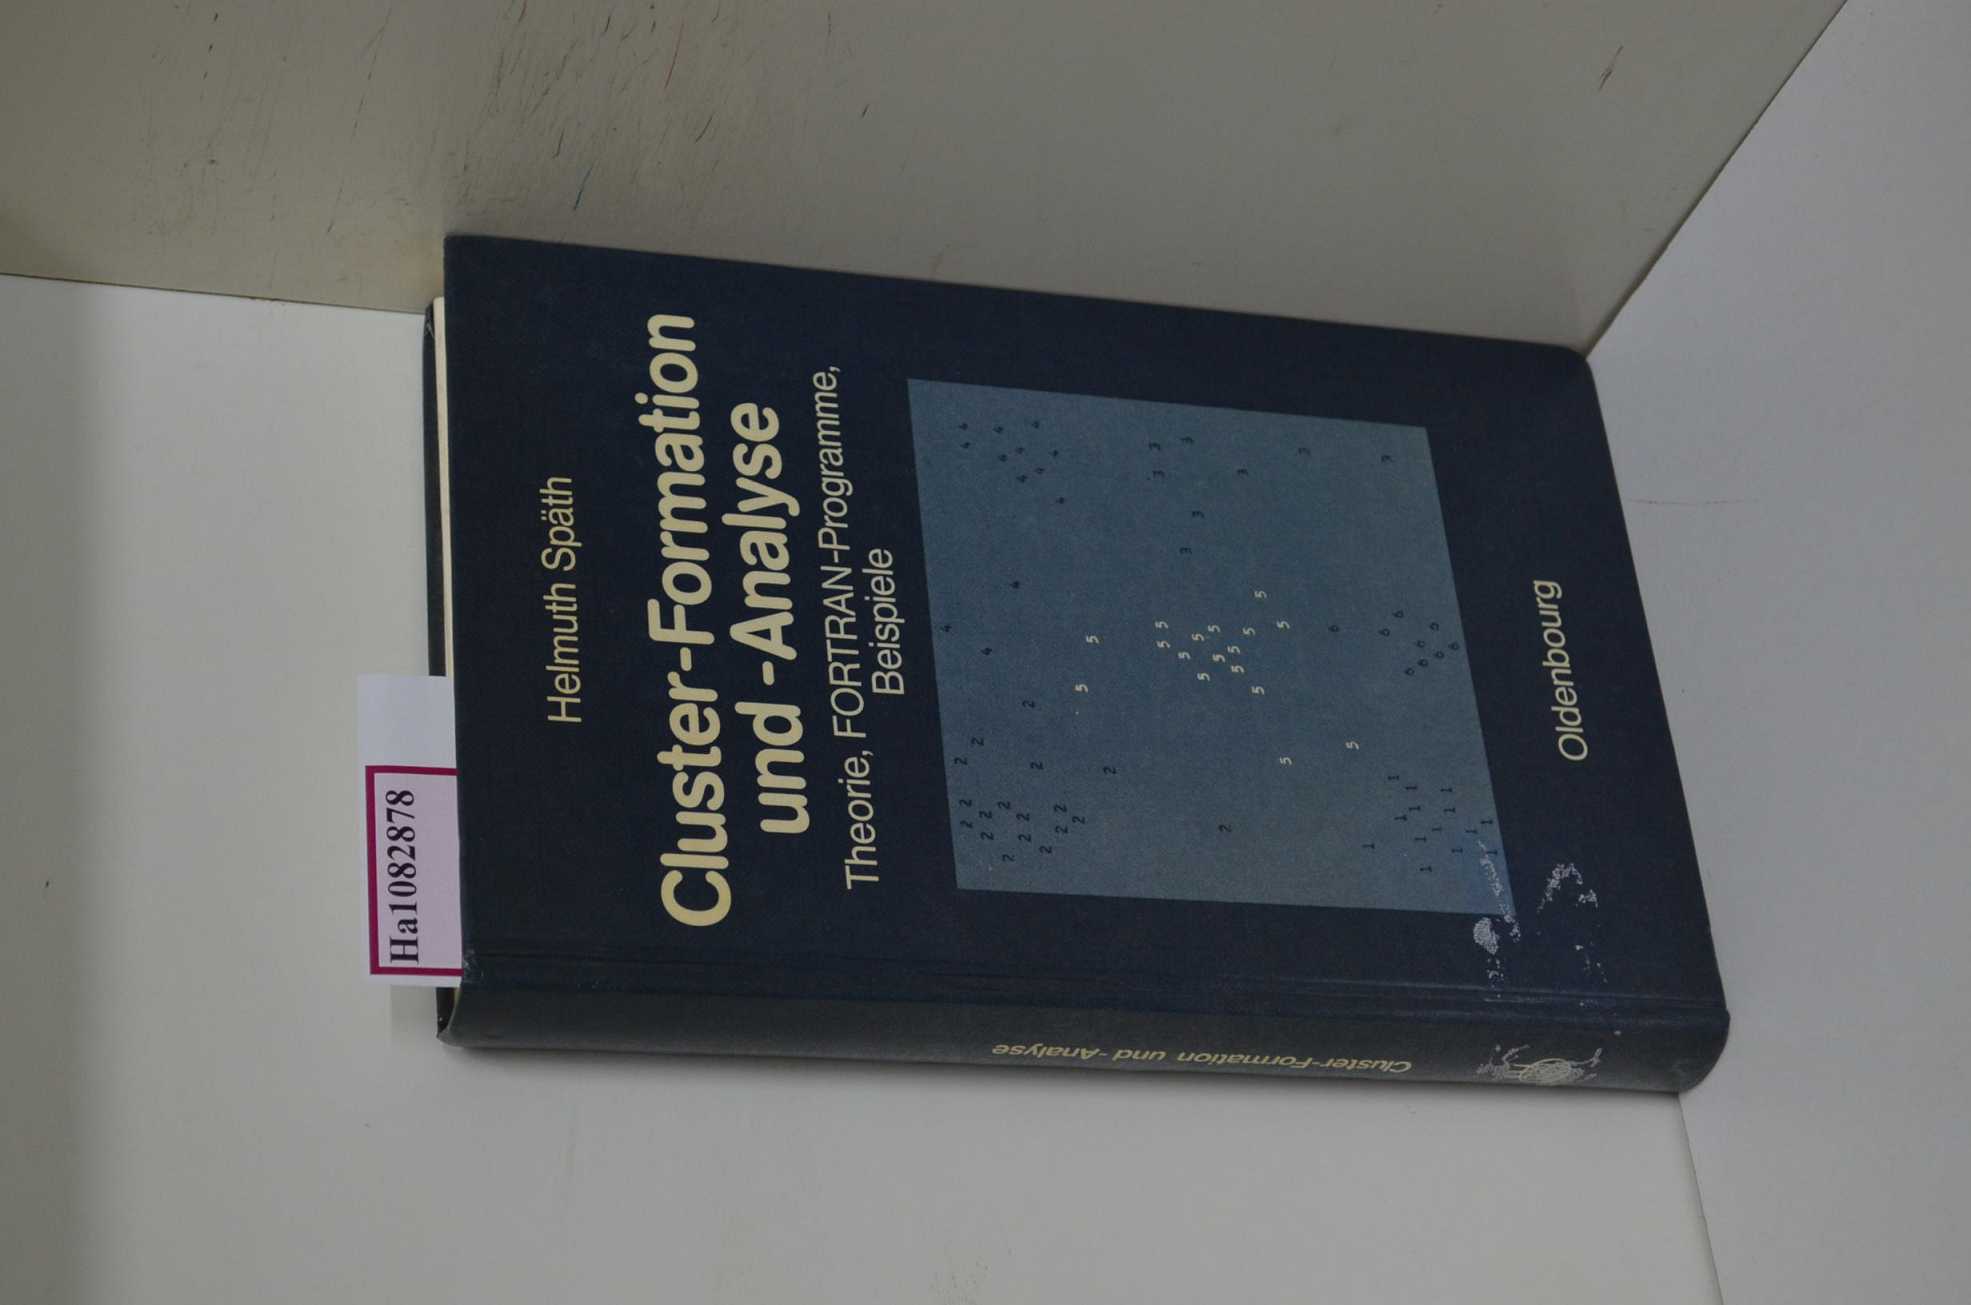 Ha1082878
Helmuth Späth
Cluster-Formation
und -Analyse
Theorie, FORTRAN-Programme,
Beispiele
Oldenbourg
Cluster-Formation und -Analyse